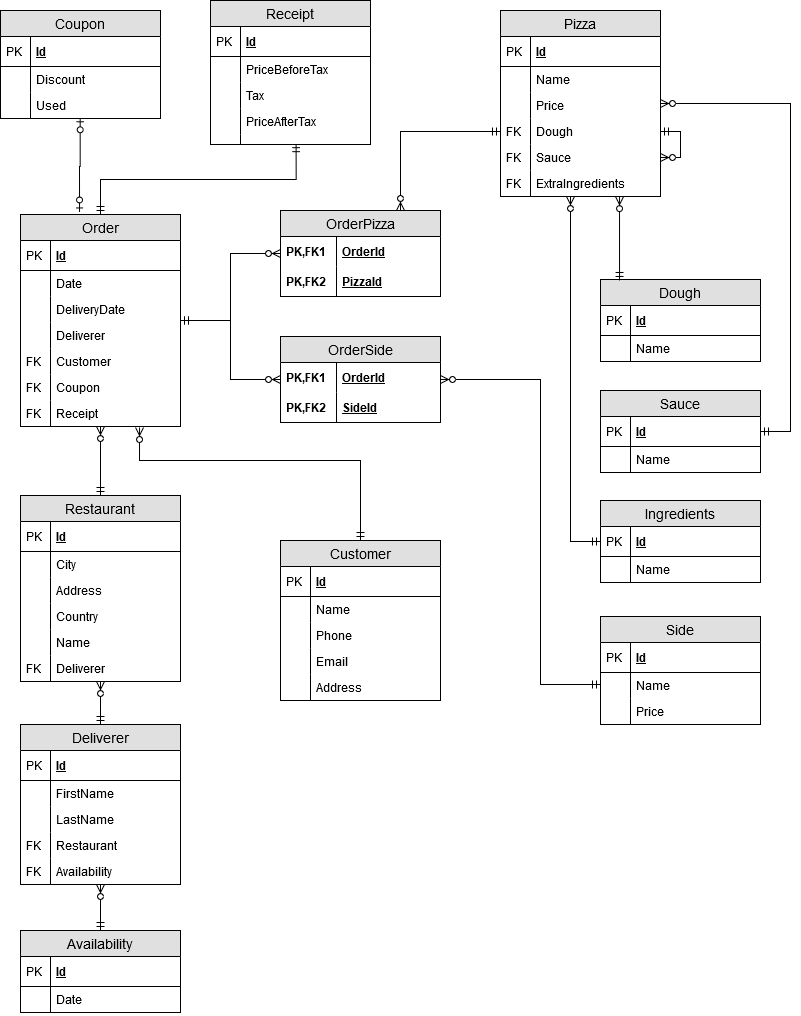 Coupon
PK Id
Discount
Used
Receipt
PK Id
PriceBeforeTax
Tax
PriceAfterTax
Pizza
PK Id
Name
Price
FK Dough
FK Sauce
FK ExtraIngredients
Order
PK Id
Date
DeliveryDate
Deliverer
FK Customer
FK Coupon
FK Receipt
OrderPizza
PK,FK1 OrderId
PK,FK2 PizzaId
OrderSide
PK,FK1 OrderId
PK,FK2 SideId
Dough
PK Id
Name
Sauce
PK Id
Name
Ingredients
PK Id
Name
Side
PK Id
Name
Price
Restaurant
PK Id
City
Address
Country
Name
FK Deliverer
Customer
PK Id
Name
Phone
Email
Address
Deliverer
PK Id
FirstName
LastName
FK Restaurant
FK Availability
Availability
PK Id
Date